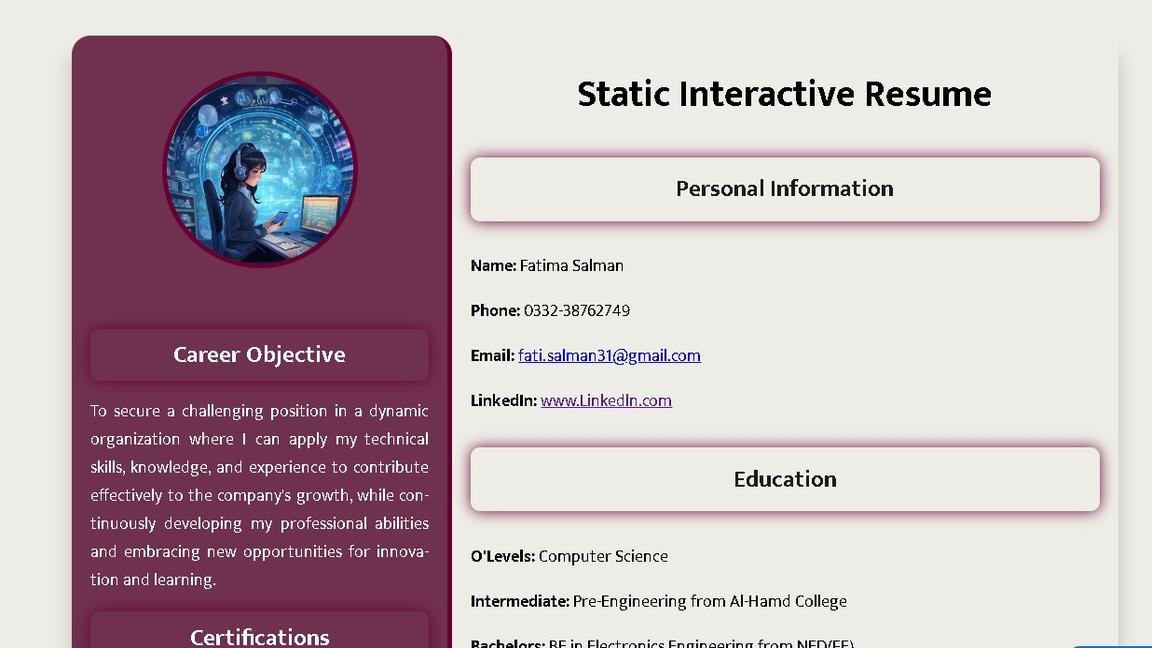 Career Objective
To secure a challenging position in a dynamic
organization where I can apply my technical
skills, knowledge, and experience to contribute
effectively to the company's growth, while con-
tinuously developing my professional abilities
and embracing new opportunities for innova-
tion and learning.
Certifications
Static Interactive Resume
Personal Information
Name: Fatima Salman
Phone: 0332-38762749
Email: fati.salman31@gmail.com
LinkedIn: www.LinkedIn.com
Education
O'Levels: Computer Science
Intermediate: Pre-Engineering from Al-Hamd College
Bachelors: BE in Electronics Engineering from NED(EE)